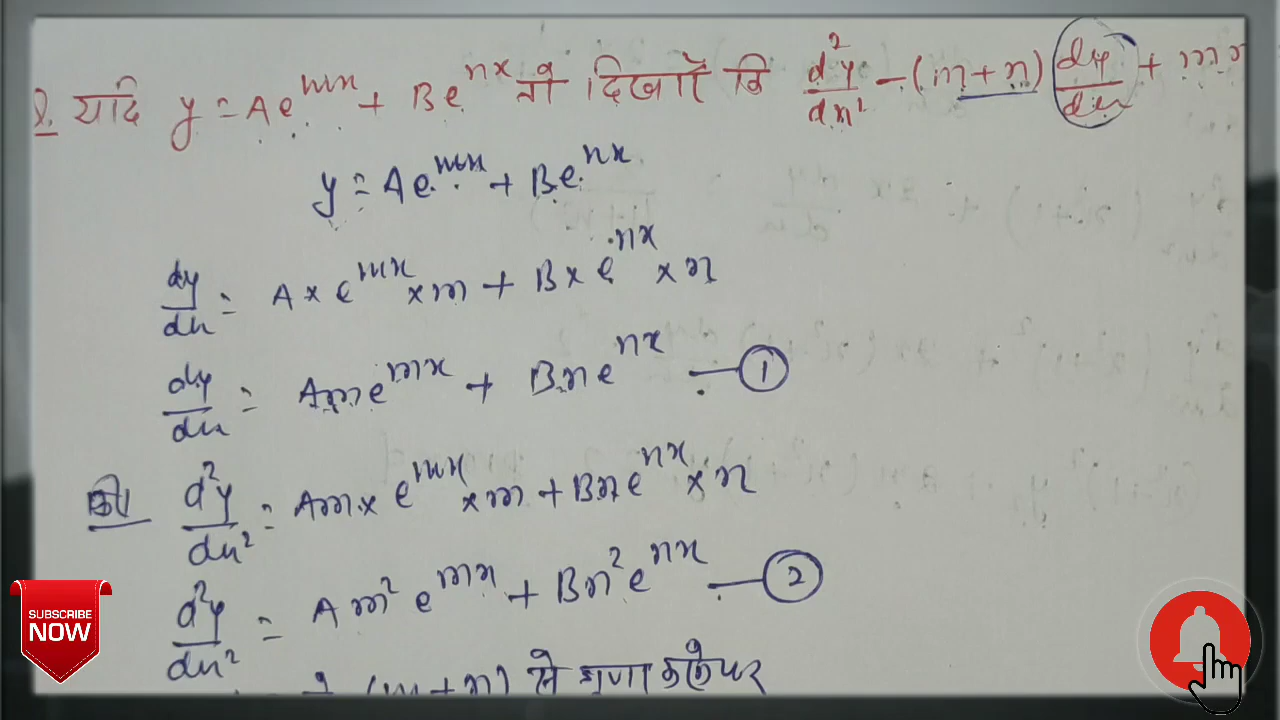 Q. यदि y = Ae^mx + Be^nx तो दिखाएँ कि d²y/dx² - (m+n) dy/dx + mn
y = Ae^mx + Be^nx
dy/dx = A × e^mx × m + B × e^nx × n
dy/dx = Ame^mx + Bne^nx — ①
d²y/dx² = Am × e^mx × m + Bne^nx × n
d²y/dx² = Am²e^mx + Bn²e^nx — ②
(m+n) से गुणा करने पर
SUBSCRIBE
NOW